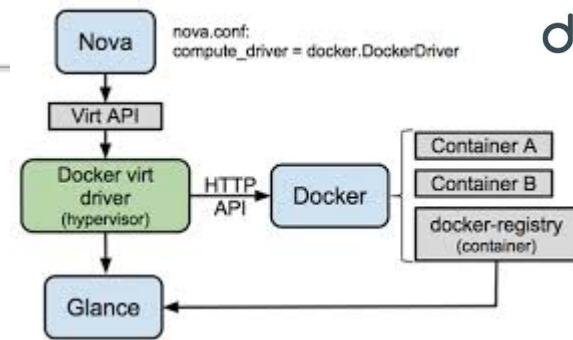 Nova
nova.conf:
compute_driver = docker.DockerDriver
d
Virt API
Docker virt
driver
(hypervisor)
HTTP
API
Docker
Container A
Container B
docker-registry
(container)
Glance